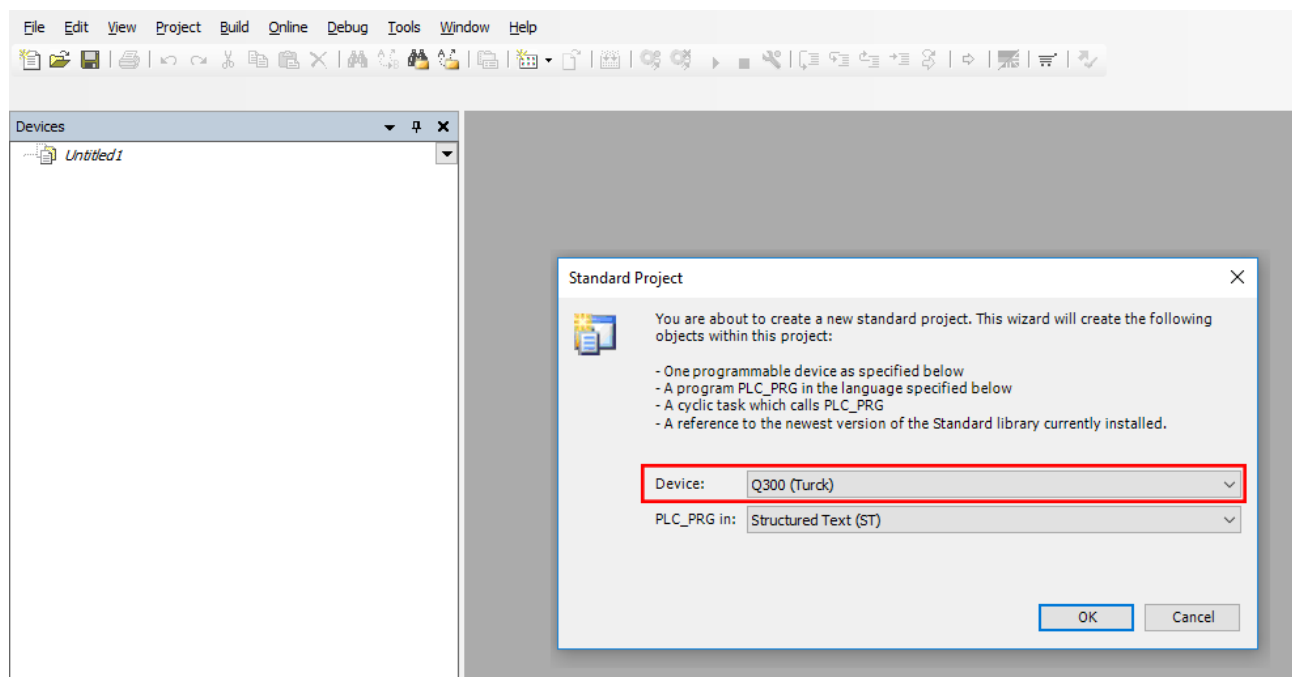 File Edit View Project Build Online Debug Tools Window Help
Devices
Untitled1
Standard Project
You are about to create a new standard project. This wizard will create the following
objects within this project:
- One programmable device as specified below
- A program PLC_PRG in the language specified below
- A cyclic task which calls PLC_PRG
- A reference to the newest version of the Standard library currently installed.
Device: Q300 (Turck)
PLC_PRG in: Structured Text (ST)
OK Cancel